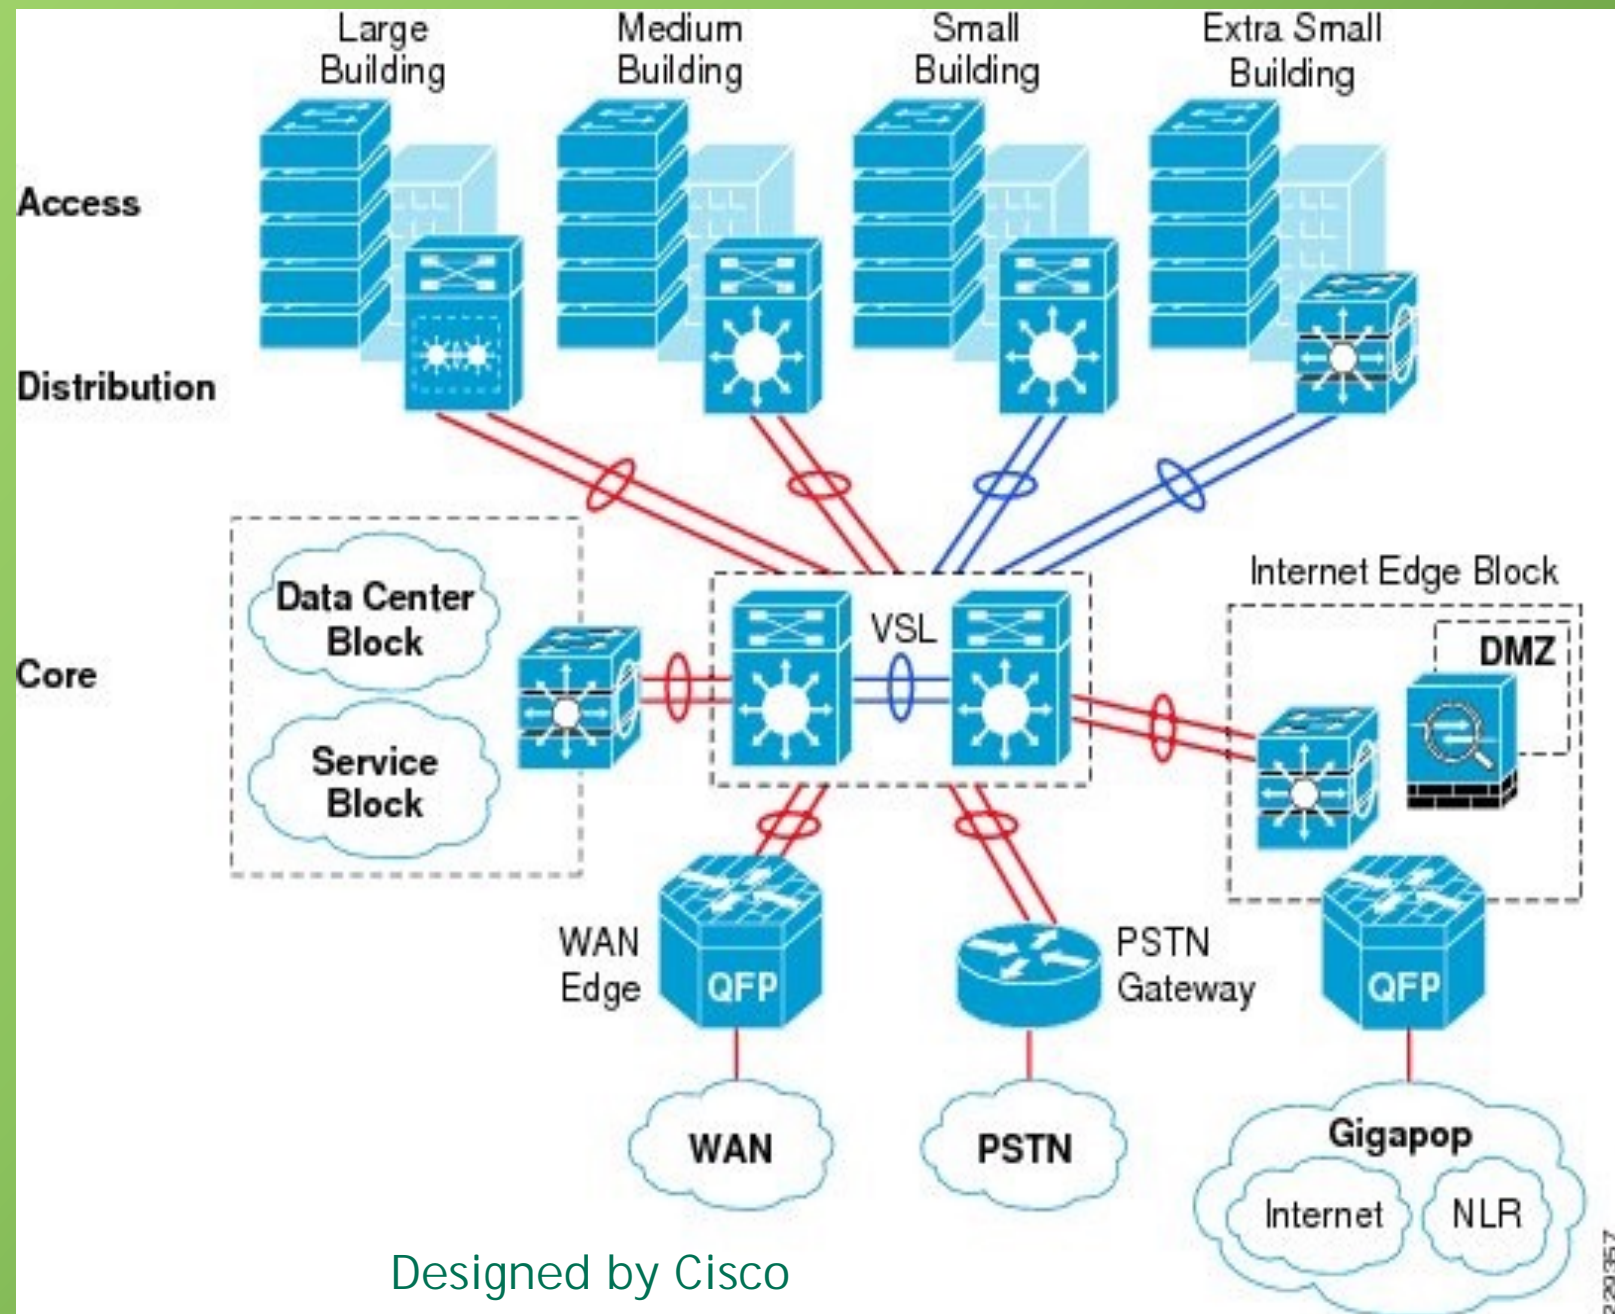 Large
Building
Medium
Building
Small
Building
Extra Small
Building
Access
Distribution
Core
Data Center
Block
Service
Block
VSL
Internet Edge Block
DMZ
WAN
Edge
QFP
PSTN
Gateway
QFP
WAN
PSTN
Gigapop
Internet
NLR
Designed by Cisco
229357